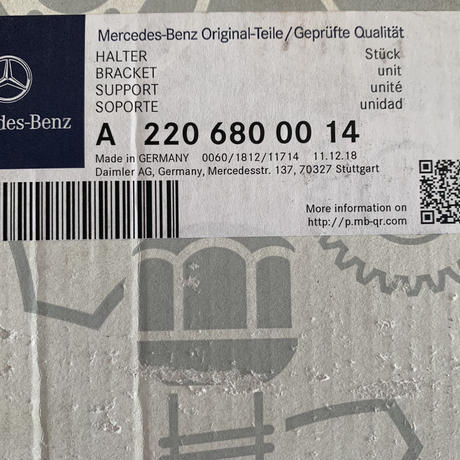 Mercedes-Benz Original-Teile/Geprüfte Qualität
HALTER Stück
BRACKET unit
SUPPORT unité
SOPORTE unidad
des-Benz
A 220 680 00 14
Made in GERMANY 0060/1812/11714 11.12.18
Daimler AG, Germany, Mercedesstr. 137, 70327 Stuttgart
More information on
http://p.mb-qr.com